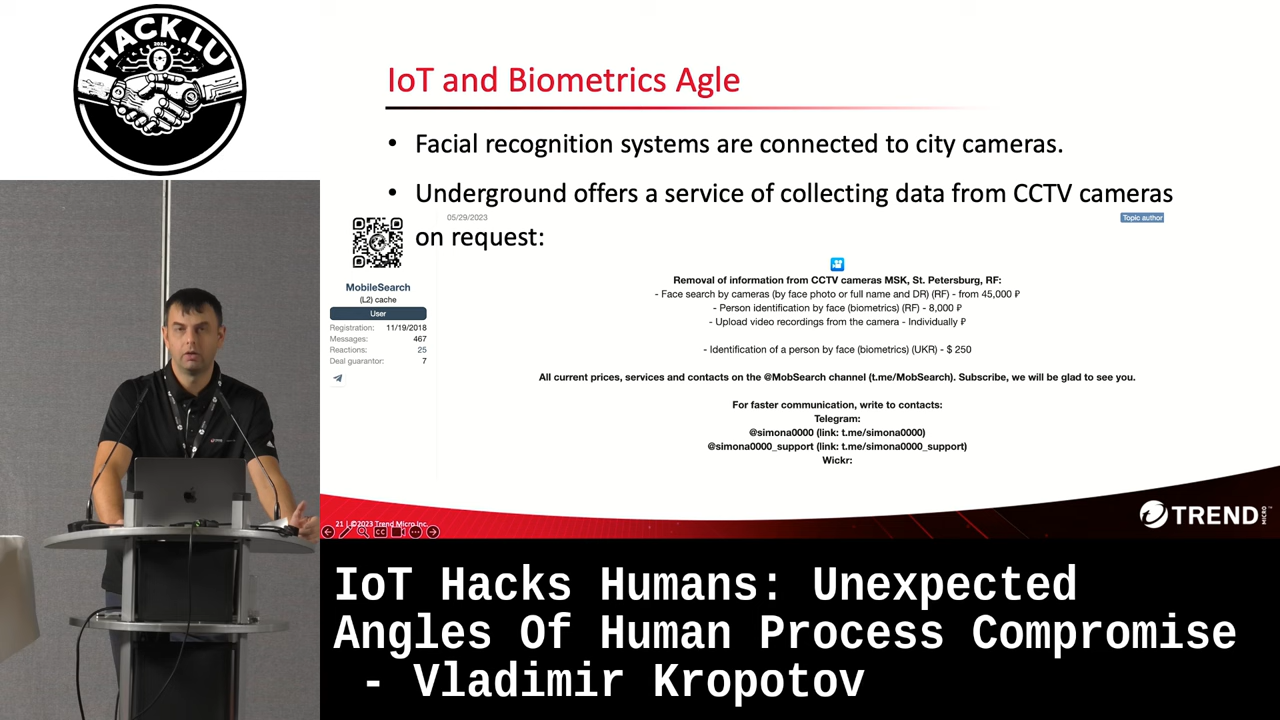 HACK.LU
2024
IoT and Biometrics Agle
• Facial recognition systems are connected to city cameras.
• Underground offers a service of collecting data from CCTV cameras
on request:
05/29/2023
Topic author
MobileSearch
(L2) cache
User
Registration: 11/19/2018
Messages: 467
Reactions: 25
Deal guarantor: 7
Removal of information from CCTV cameras MSK, St. Petersburg, RF:
- Face search by cameras (by face photo or full name and DR) (RF) - from 45,000 ₽
- Person identification by face (biometrics) (RF) - 8,000 ₽
- Upload video recordings from the camera - Individually ₽
- Identification of a person by face (biometrics) (UKR) - $ 250
All current prices, services and contacts on the @MobSearch channel (t.me/MobSearch). Subscribe, we will be glad to see you.
For faster communication, write to contacts:
Telegram:
@simona0000 (link: t.me/simona0000)
@simona0000_support (link: t.me/simona0000_support)
Wickr:
21 | ©2023 Trend Micro Inc.
CC
TREND
MICRO
IoT Hacks Humans: Unexpected
Angles Of Human Process Compromise
- Vladimir Kropotov